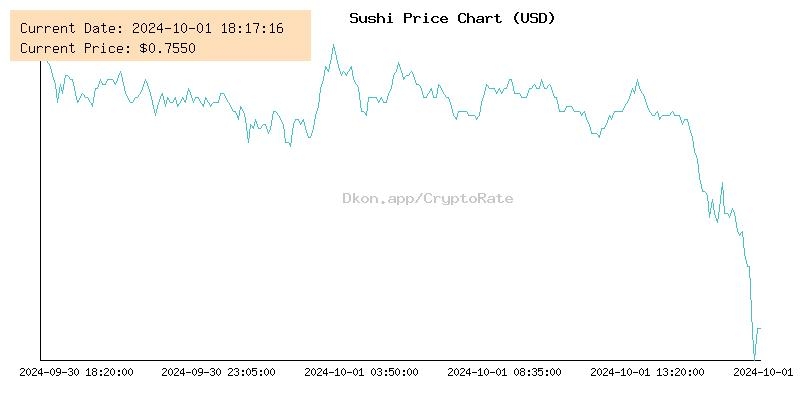 Sushi Price Chart (USD)
Current Date: 2024-10-01 18:17:16
Current Price: $0.7550
Dkon.app/CryptoRate
2024-09-30 18:20:00 2024-09-30 23:05:00 2024-10-01 03:50:00 2024-10-01 08:35:00 2024-10-01 13:20:00 2024-10-01